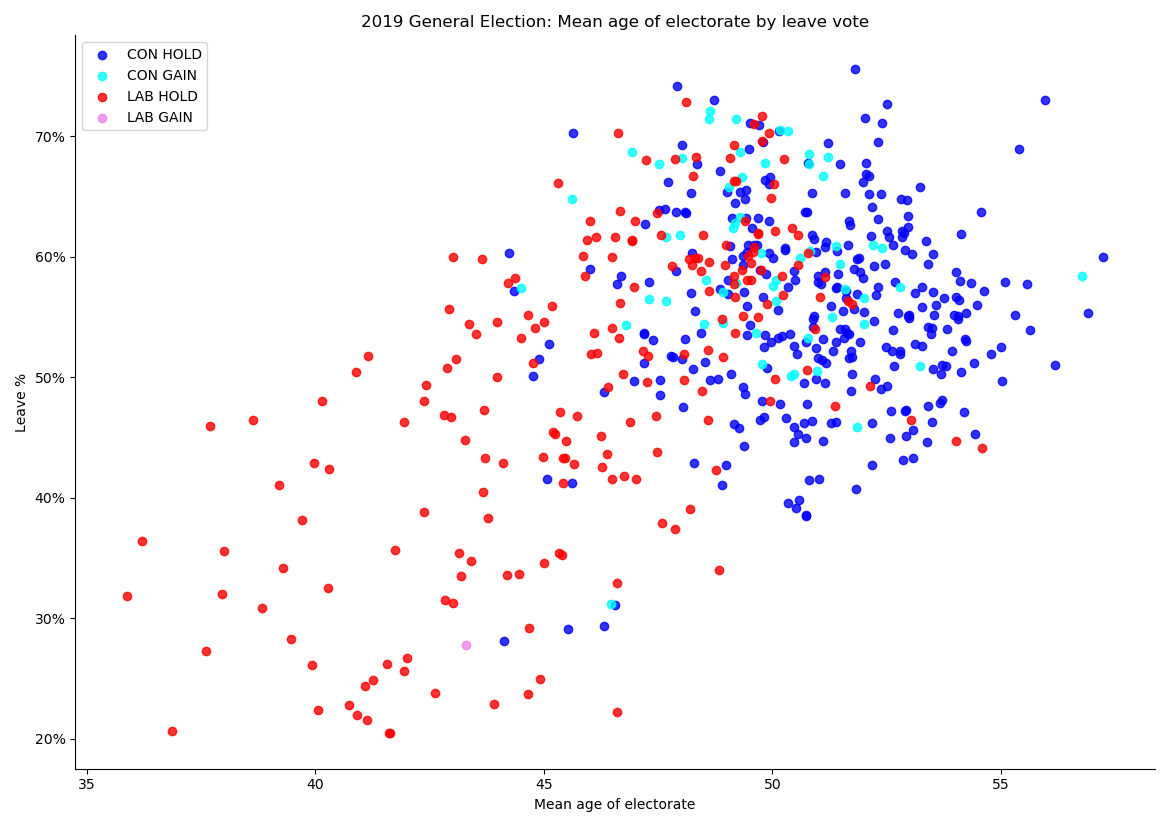 2019 General Election: Mean age of electorate by leave vote
CON HOLD
CON GAIN
LAB HOLD
LAB GAIN
70%
60%
50%
40%
30%
20%
Leave %
35
40
45
50
55
Mean age of electorate